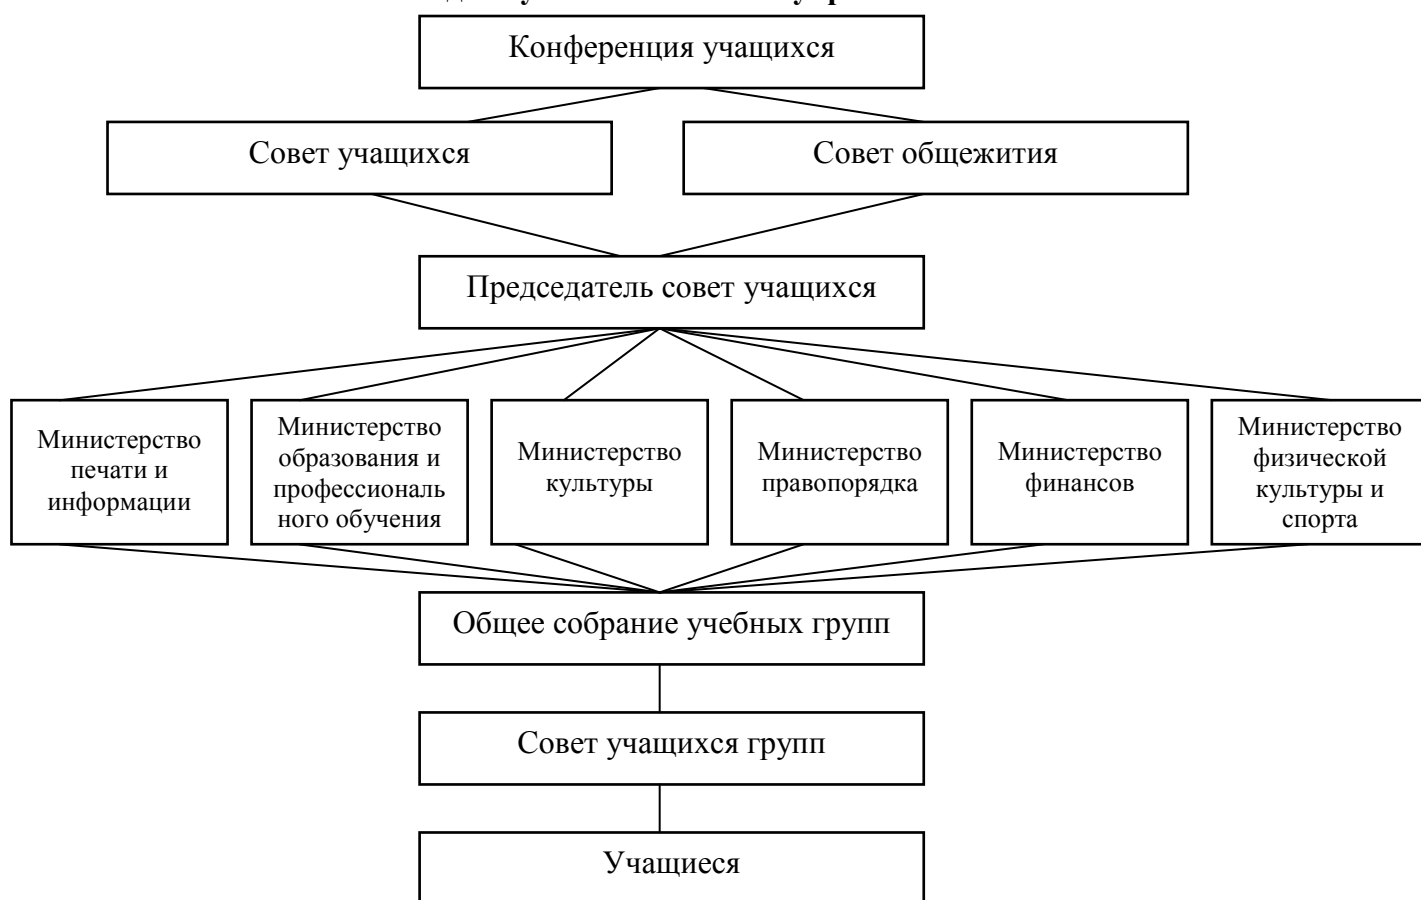 Конференция учащихся
Совет учащихся
Совет общежития
Председатель совет учащихся
Министерство
печати и
информации
Министерство
образования и
профессиональ
ного обучения
Министерство
культуры
Министерство
правопорядка
Министерство
финансов
Министерство
физической
культуры и
спорта
Общее собрание учебных групп
Совет учащихся групп
Учащиеся